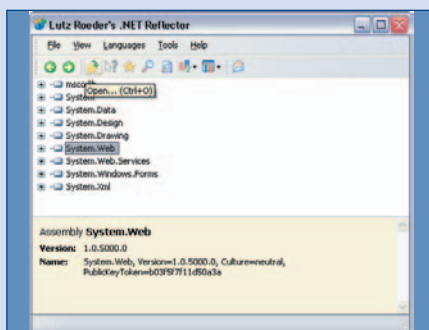 Lutz Roeder's .NET Reflector
File View Languages Tools Help
mscorlib
Open... (Ctrl+O)
System
System.Data
System.Design
System.Drawing
System.Web
System.Web.Services
System.Windows.Forms
System.Xml
Assembly System.Web
Version: 1.0.5000.0
Name: System.Web, Version=1.0.5000.0, Culture=neutral,
PublicKeyToken=b03f5f7f11d50a3a